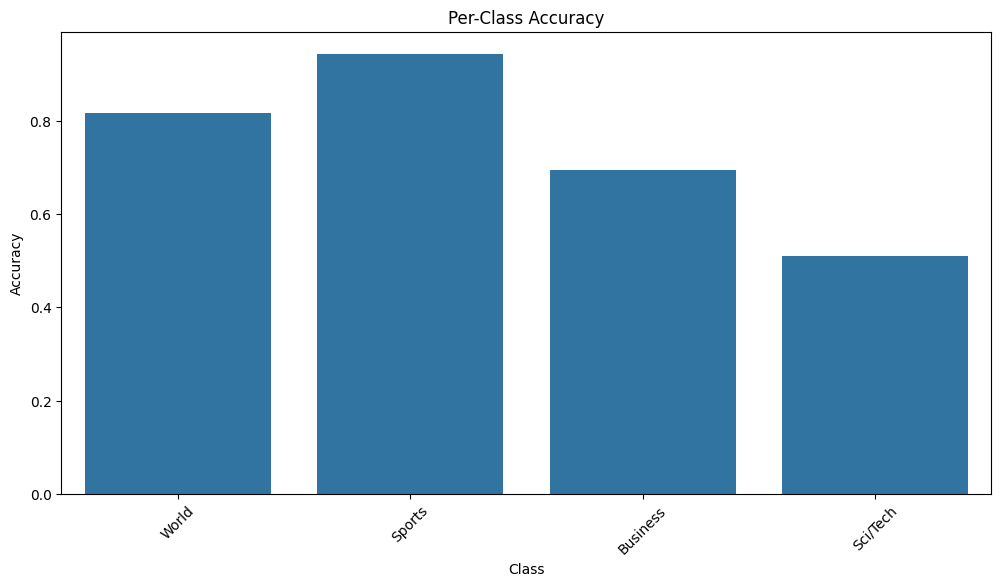 Per-Class Accuracy
Accuracy
0.8
0.6
0.4
0.2
0.0
World
Sports
Business
Sci/Tech
Class